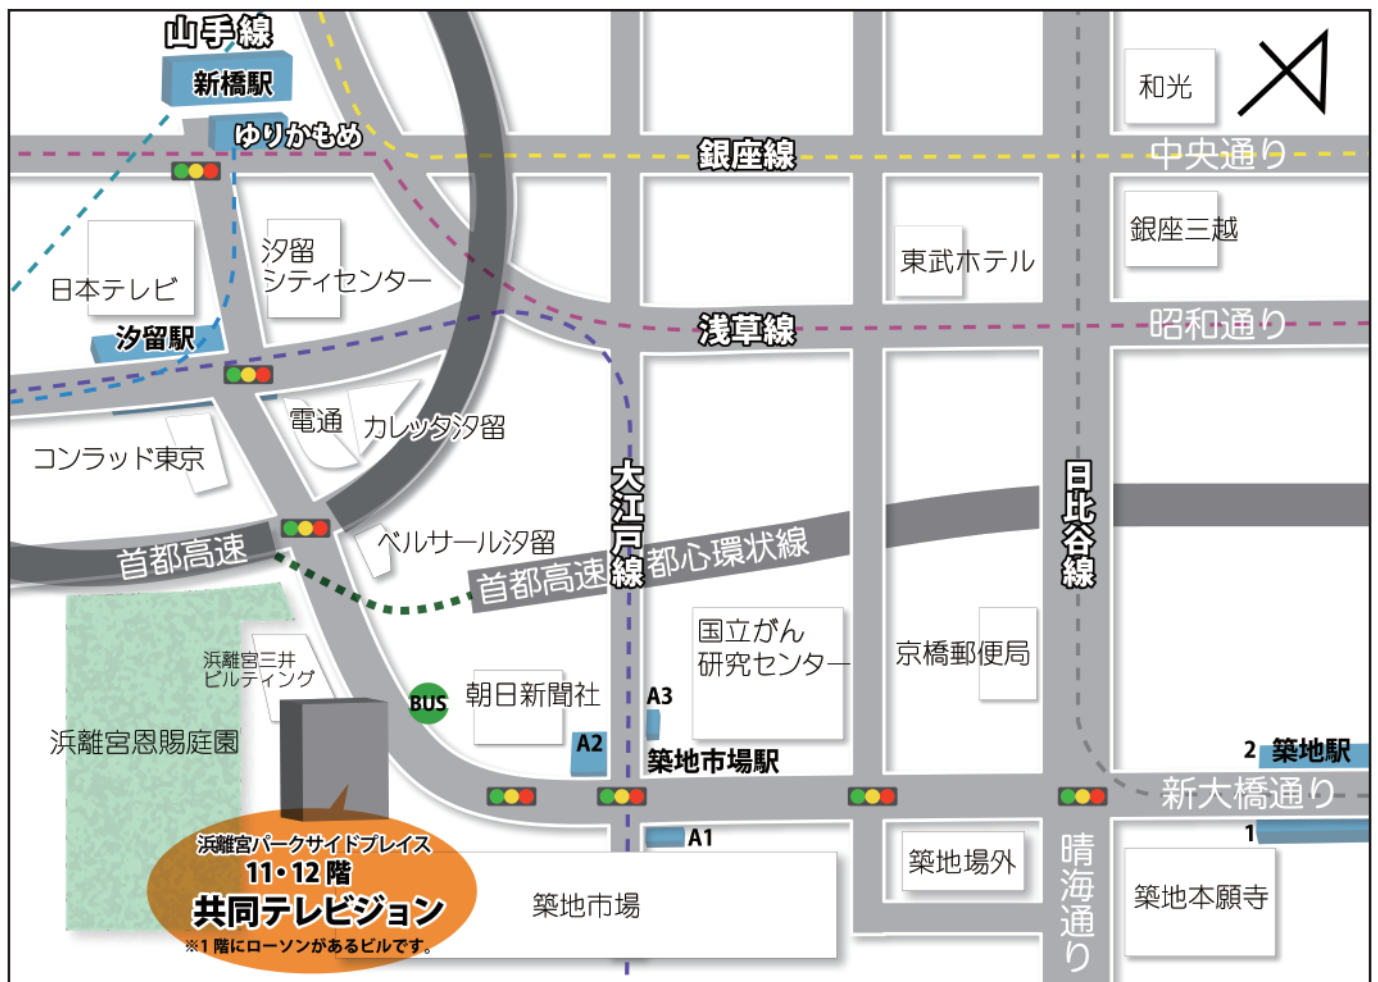 山手線
新橋駅
ゆりかもめ
銀座線
中央通り
和光
日本テレビ
汐留
シティセンター
東武ホテル
銀座三越
汐留駅
浅草線
昭和通り
コンラッド東京
電通
カレッタ汐留
大江戸線
日比谷線
首都高速
ベルサール汐留
首都高速 都心環状線
浜離宮三井
ビルティング
BUS
朝日新聞社
A2
A3
国立がん
研究センター
京橋郵便局
浜離宮恩賜庭園
築地市場駅
2 築地駅
新大橋通り
A1
1
浜離宮パークサイドプレイス
11・12 階
共同テレビジョン
※1 階にローソンがあるビルです。
築地市場
築地場外
晴海通り
築地本願寺